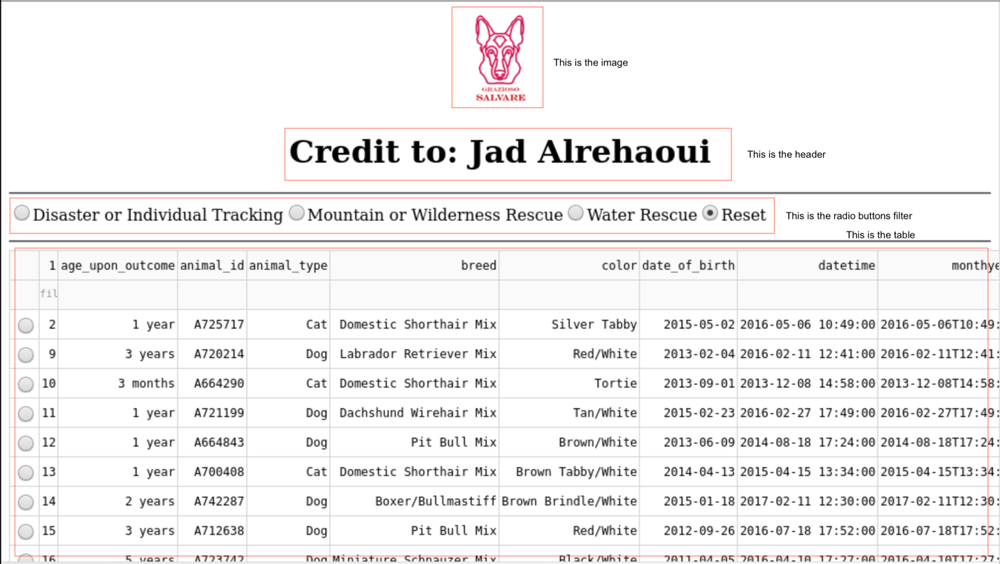 GRAZIOSO
SALVARE
This is the image
Credit to: Jad Alrehaoui
This is the header
Disaster or Individual Tracking Mountain or Wilderness Rescue Water Rescue Reset
This is the radio buttons filter
This is the table
1 age_upon_outcome animal_id animal_type breed color date_of_birth datetime monthye
fil
2 1 year A725717 Cat Domestic Shorthair Mix Silver Tabby 2015-05-02 2016-05-06 10:49:00 2016-05-06T10:49:
9 3 years A720214 Dog Labrador Retriever Mix Red/White 2013-02-04 2016-02-11 12:41:00 2016-02-11T12:41:
10 3 months A664290 Cat Domestic Shorthair Mix Tortie 2013-09-01 2013-12-08 14:58:00 2013-12-08T14:58:
11 1 year A721199 Dog Dachshund Wirehair Mix Tan/White 2015-02-23 2016-02-27 17:49:00 2016-02-27T17:49:
12 1 year A664843 Dog Pit Bull Mix Brown/White 2013-06-09 2014-08-18 17:24:00 2014-08-18T17:24:
13 1 year A700408 Cat Domestic Shorthair Mix Brown Tabby/White 2014-04-13 2015-04-15 13:34:00 2015-04-15T13:34:
14 2 years A742287 Dog Boxer/Bullmastiff Brown Brindle/White 2015-01-18 2017-02-11 12:30:00 2017-02-11T12:30:
15 3 years A712638 Dog Pit Bull Mix Red/White 2012-09-26 2016-07-18 17:52:00 2016-07-18T17:52:
16 5 years A723742 Dog Miniature Schnauzer Mix Black/White 2011-04-05 2016-04-10 17:27:00 2016-04-10T17:27: